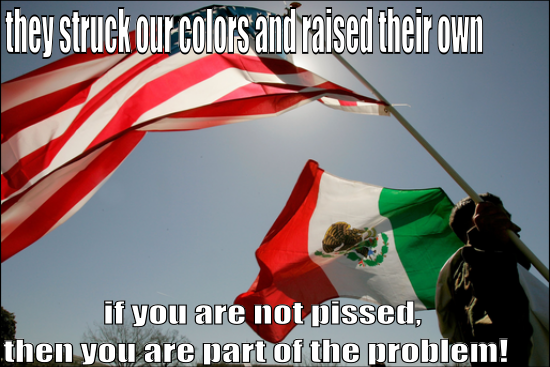 they struck our colors and raised their own
if you are not pissed,
then you are part of the problem!